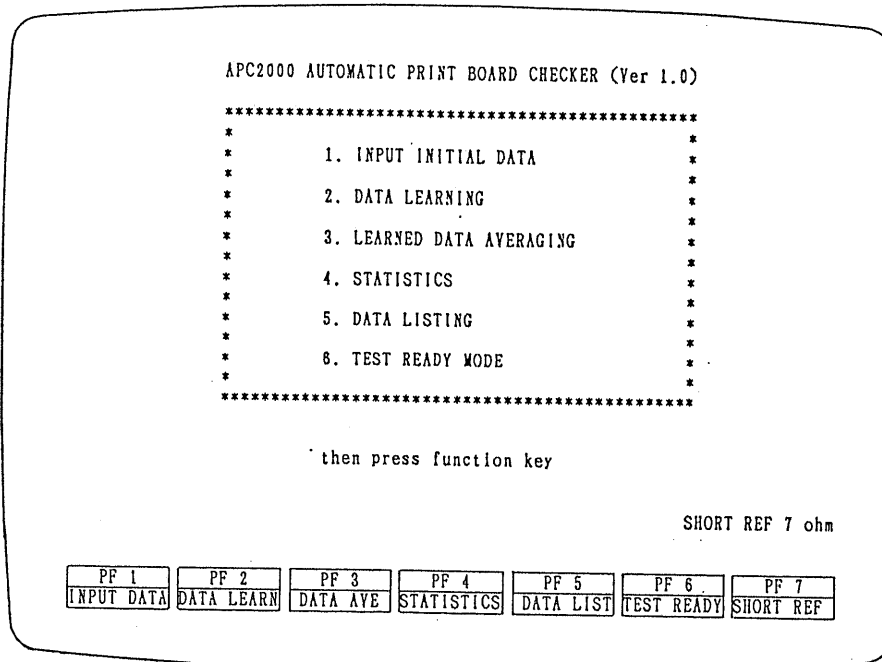 APC2000 AUTOMATIC PRINT BOARD CHECKER (Ver 1.0)
***********************************************
1. INPUT INITIAL DATA
2. DATA LEARNING
3. LEARNED DATA AVERAGING
4. STATISTICS
5. DATA LISTING
6. TEST READY MODE
***********************************************
then press function key
SHORT REF 7 ohm
PF 1 PF 2 PF 3 PF 4 PF 5 PF 6 PF 7
INPUT DATA DATA LEARN DATA AVE STATISTICS DATA LIST TEST READY SHORT REF